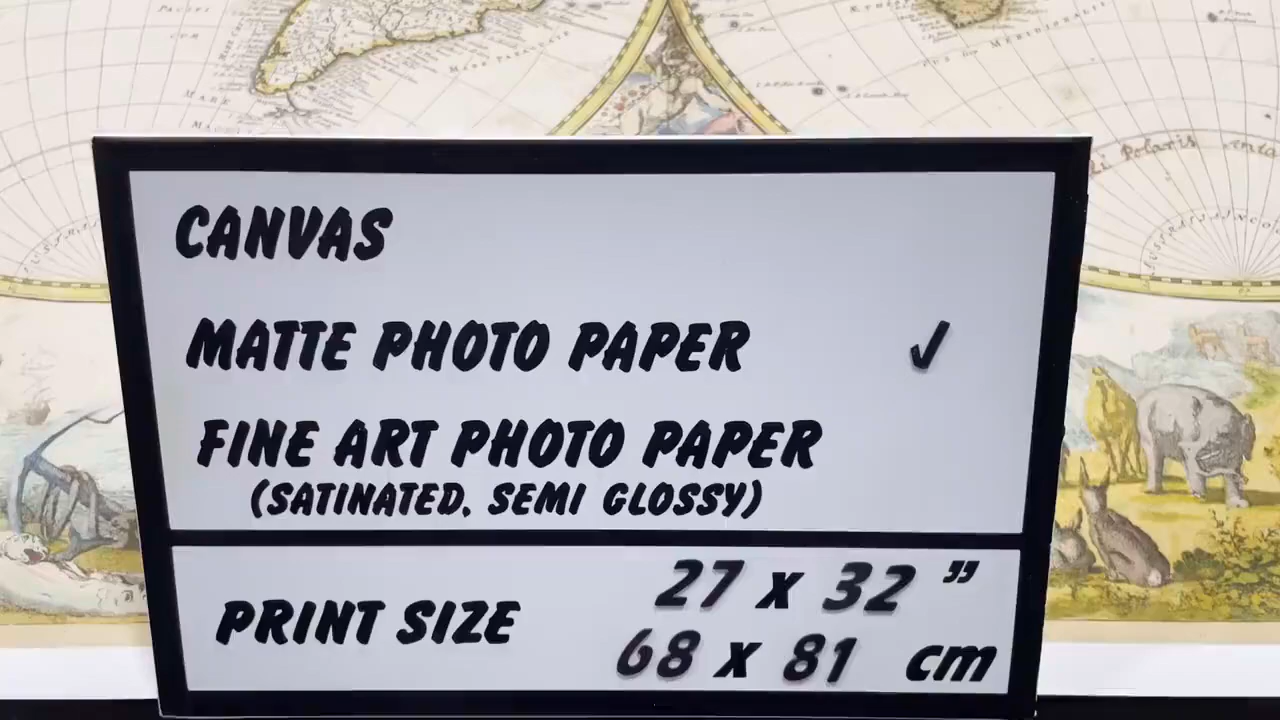 CANVAS
MATTE PHOTO PAPER ✓
FINE ART PHOTO PAPER
(SATINATED, SEMI GLOSSY)
PRINT SIZE
27 x 32 ”
68 x 81 cm